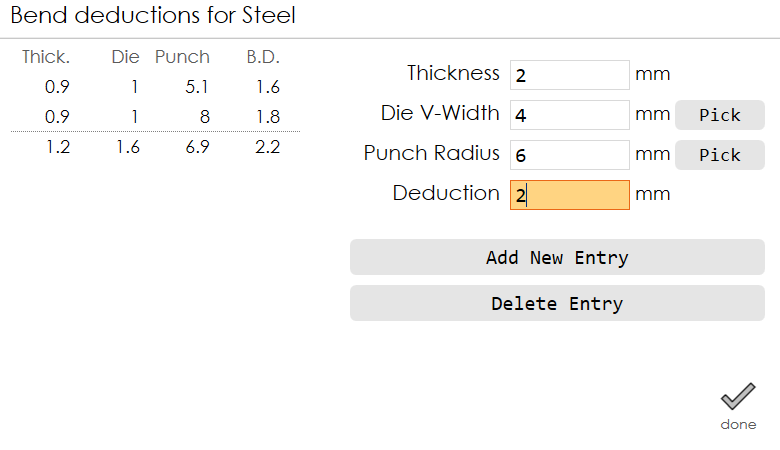 Bend deductions for Steel
Thick. Die Punch B.D.
0.9 1 5.1 1.6
0.9 1 8 1.8
1.2 1.6 6.9 2.2
Thickness 2 mm
Die V-Width 4 mm Pick
Punch Radius 6 mm Pick
Deduction 2 mm
Add New Entry
Delete Entry
done